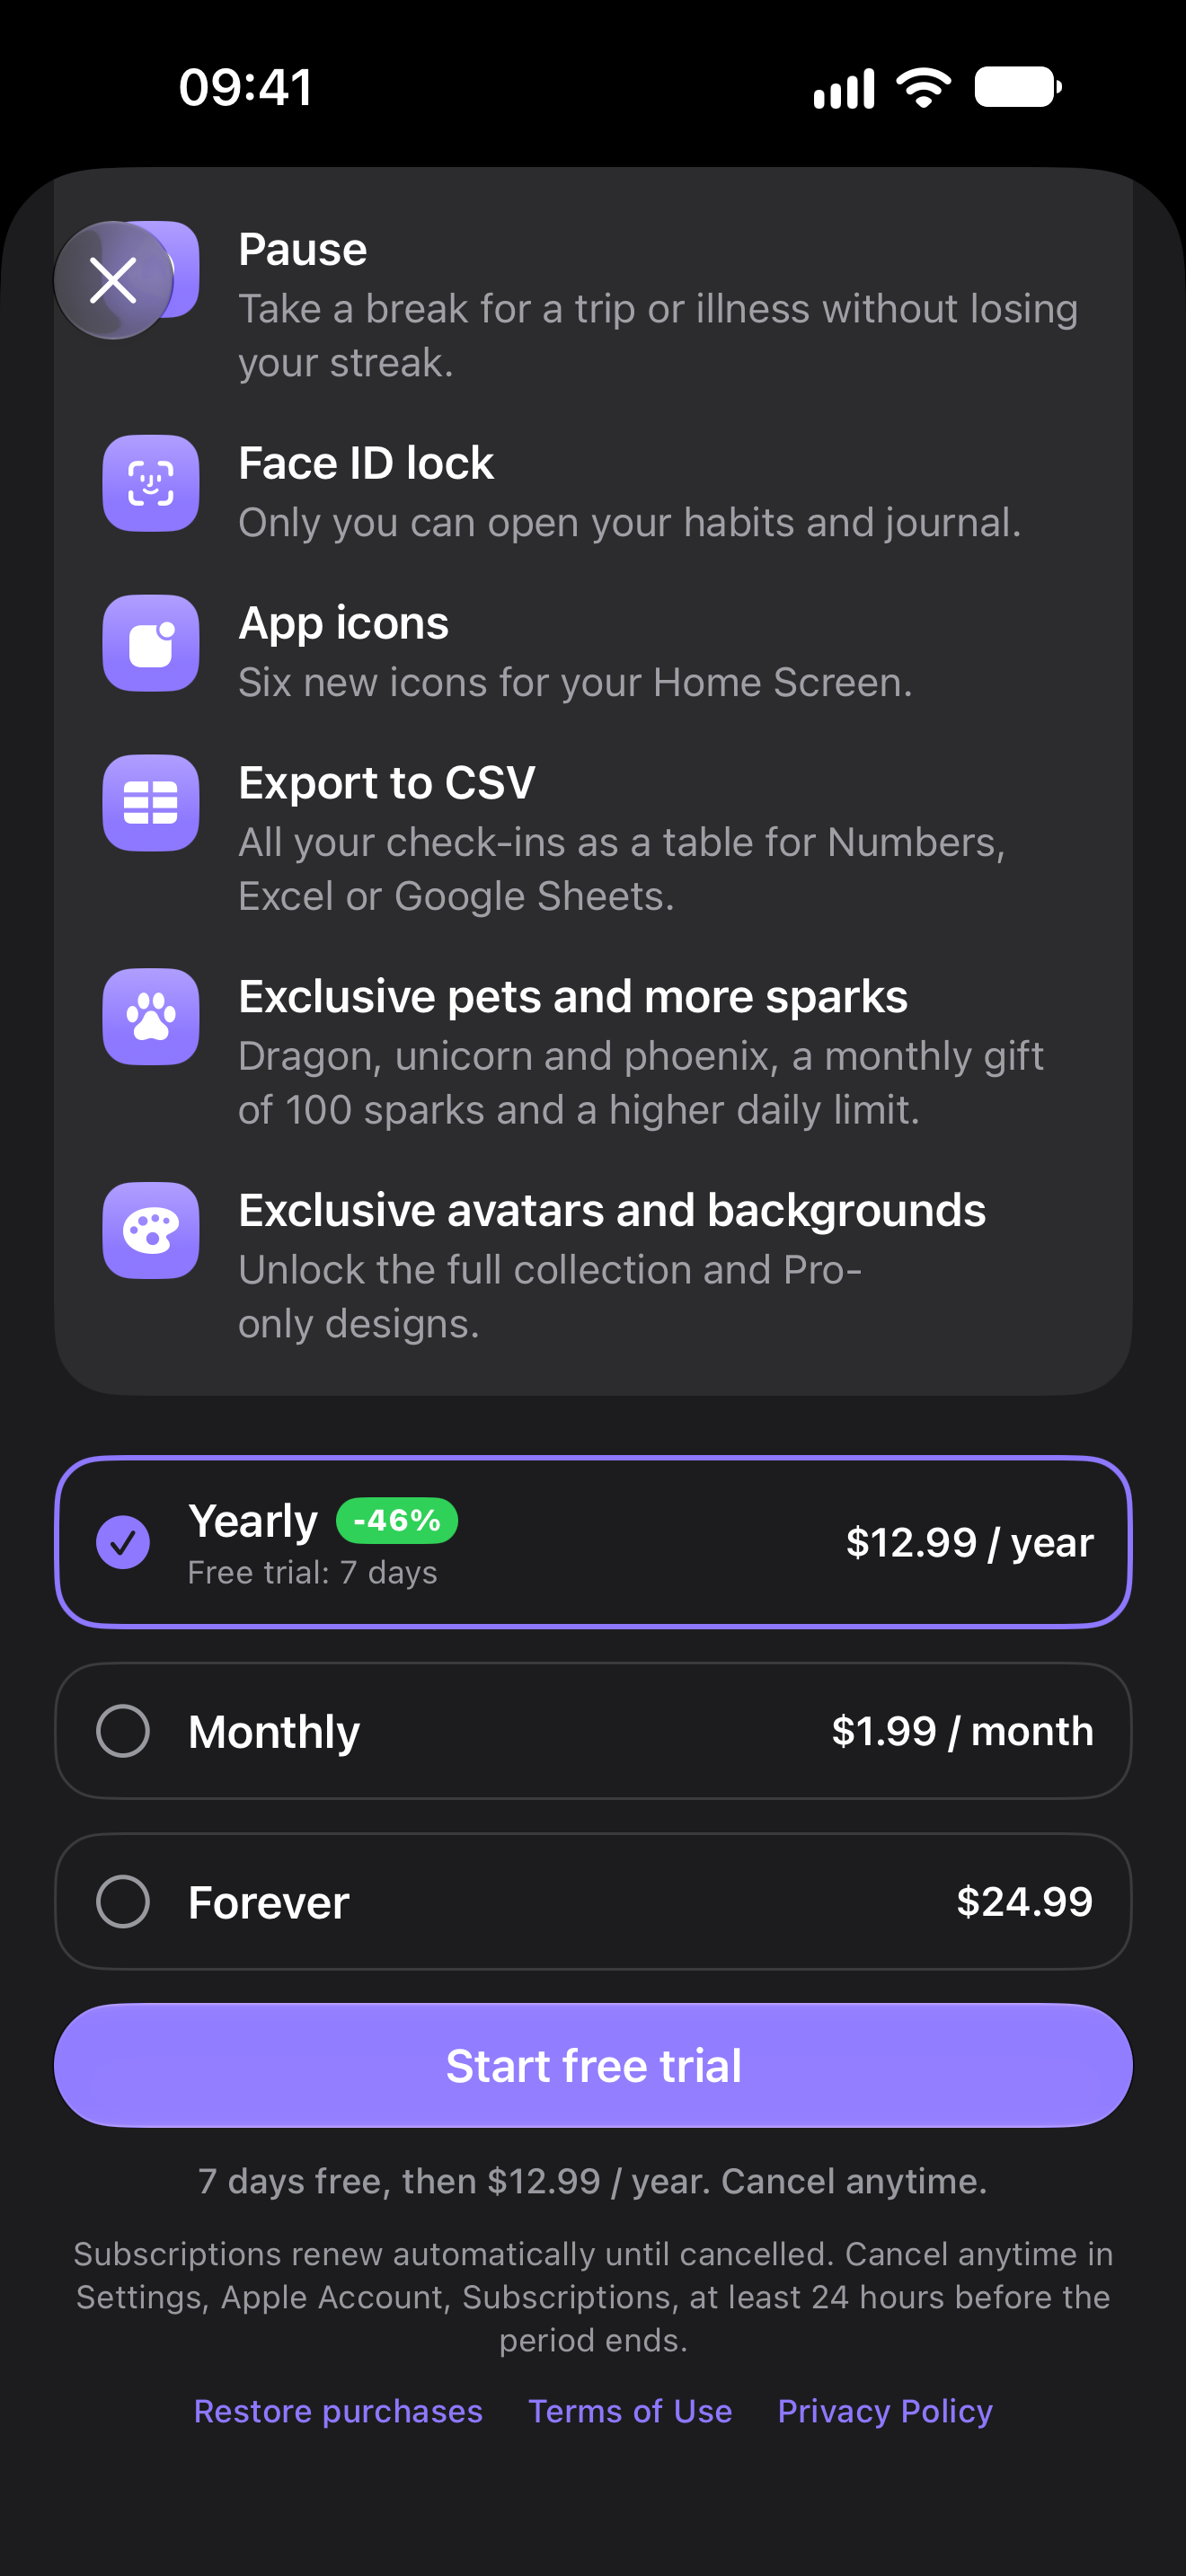 09:41
Pause
Take a break for a trip or illness without losing
your streak.
Face ID lock
Only you can open your habits and journal.
App icons
Six new icons for your Home Screen.
Export to CSV
All your check-ins as a table for Numbers,
Excel or Google Sheets.
Exclusive pets and more sparks
Dragon, unicorn and phoenix, a monthly gift
of 100 sparks and a higher daily limit.
Exclusive avatars and backgrounds
Unlock the full collection and Pro-
only designs.
Yearly -46% $12.99 / year
Free trial: 7 days
Monthly $1.99 / month
Forever $24.99
Start free trial
7 days free, then $12.99 / year. Cancel anytime.
Subscriptions renew automatically until cancelled. Cancel anytime in
Settings, Apple Account, Subscriptions, at least 24 hours before the
period ends.
Restore purchases Terms of Use Privacy Policy